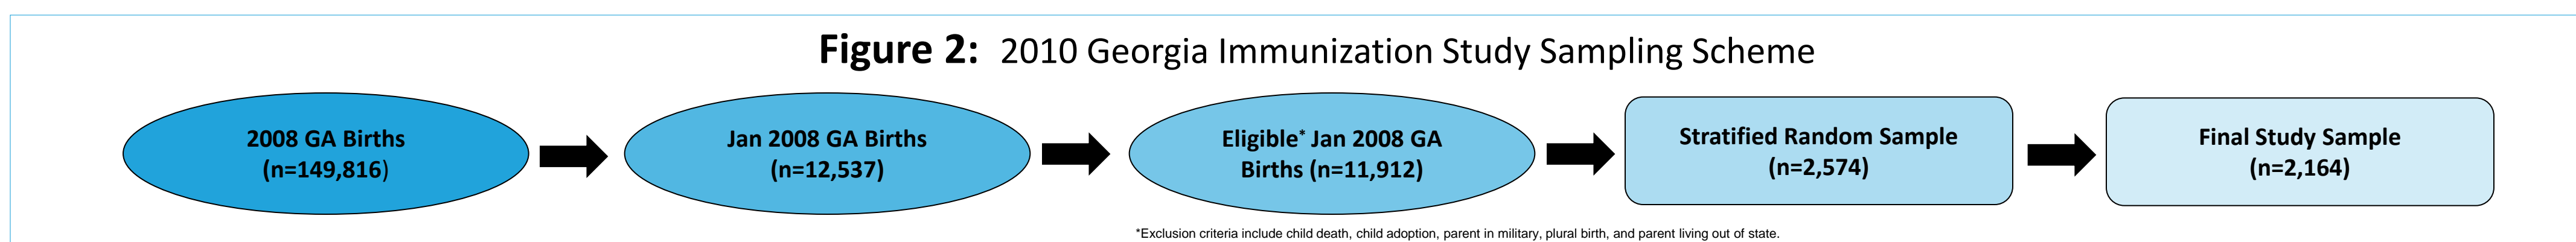 Figure 2: 2010 Georgia Immunization Study Sampling Scheme
2008 GA Births
(n=149,816)
Jan 2008 GA Births
(n=12,537)
Eligible* Jan 2008 GA
Births (n=11,912)
Stratified Random Sample
(n=2,574)
Final Study Sample
(n=2,164)
*Exclusion criteria include child death, child adoption, parent in military, plural birth, and parent living out of state.